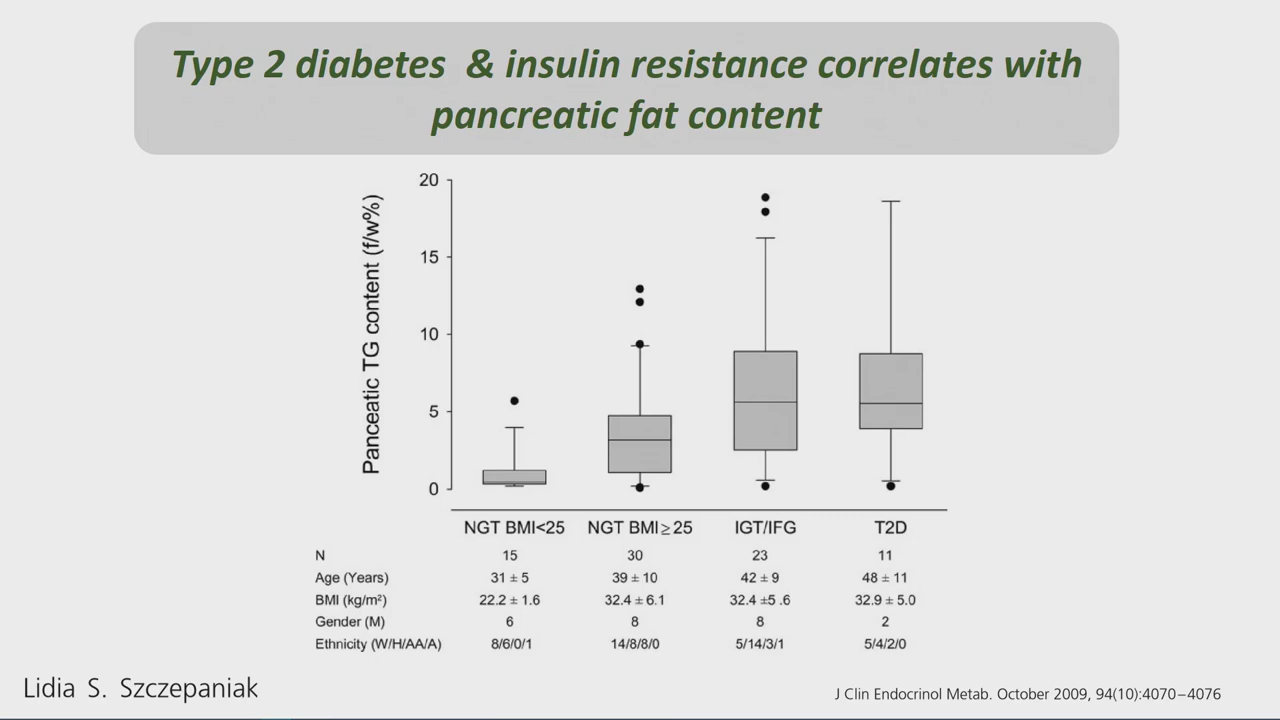 Type 2 diabetes & insulin resistance correlates with
pancreatic fat content
Panceatic TG content (f/w%)
20
15
10
5
0
NGT BMI<25 NGT BMI≥25 IGT/IFG T2D
N 15 30 23 11
Age (Years) 31 ± 5 39 ± 10 42 ± 9 48 ± 11
BMI (kg/m²) 22.2 ± 1.6 32.4 ± 6.1 32.4 ±5 .6 32.9 ± 5.0
Gender (M) 6 8 8 2
Ethnicity (W/H/AA/A) 8/6/0/1 14/8/8/0 5/14/3/1 5/4/2/0
Lidia S. Szczepaniak
J Clin Endocrinol Metab. October 2009, 94(10):4070–4076